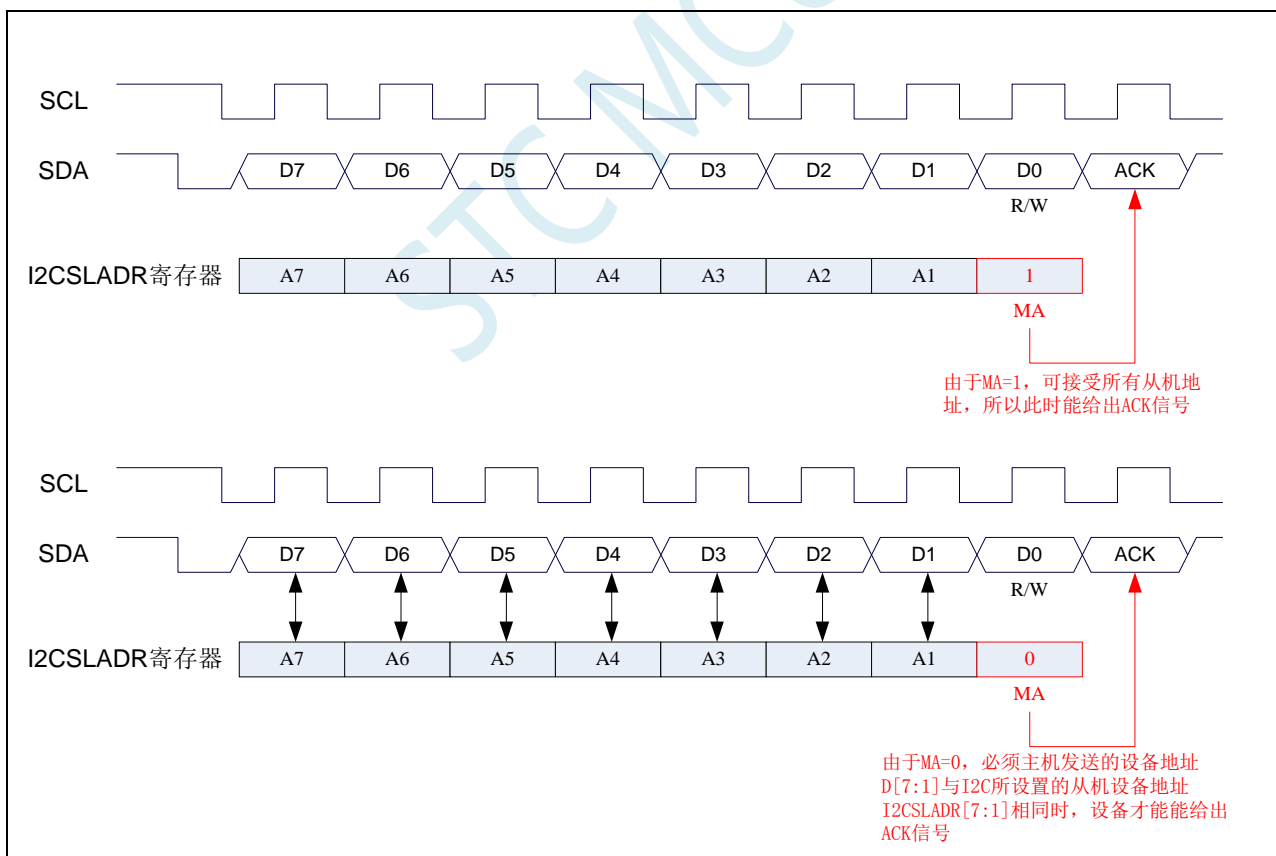 STC MCU
SCL
SDA D7 D6 D5 D4 D3 D2 D1 D0 ACK
R/W
I2CSLADR寄存器 A7 A6 A5 A4 A3 A2 A1 1
MA
由于MA=1，可接受所有从机地
址，所以此时能给出ACK信号
SCL
SDA D7 D6 D5 D4 D3 D2 D1 D0 ACK
R/W
I2CSLADR寄存器 A7 A6 A5 A4 A3 A2 A1 0
MA
由于MA=0，必须主机发送的设备地址
D[7:1]与I2C所设置的从机设备地址
I2CSLADR[7:1]相同时，设备才能能给出
ACK信号